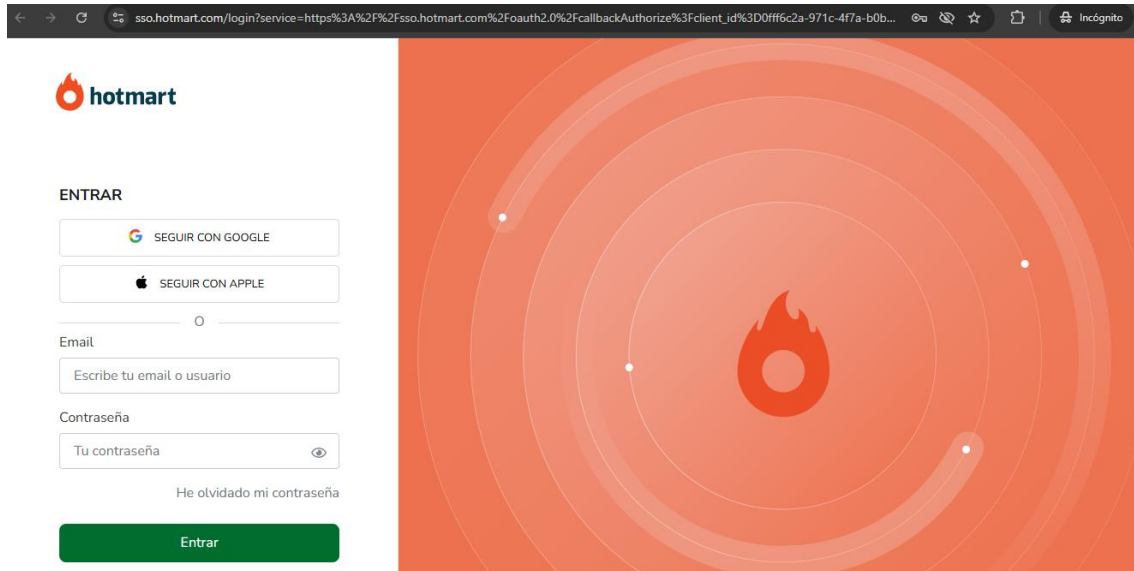 sso.hotmart.com/login?service=https%3A%2F%2Fsso.hotmart.com%2Foauth2.0%2FcallbackAuthorize%3Fclient_id%3D0fff6c2a-971c-4f7a-b0b...
Incógnito
hotmart
ENTRAR
SEGUIR CON GOOGLE
SEGUIR CON APPLE
O
Email
Escribe tu email o usuario
Contraseña
Tu contraseña
He olvidado mi contraseña
Entrar